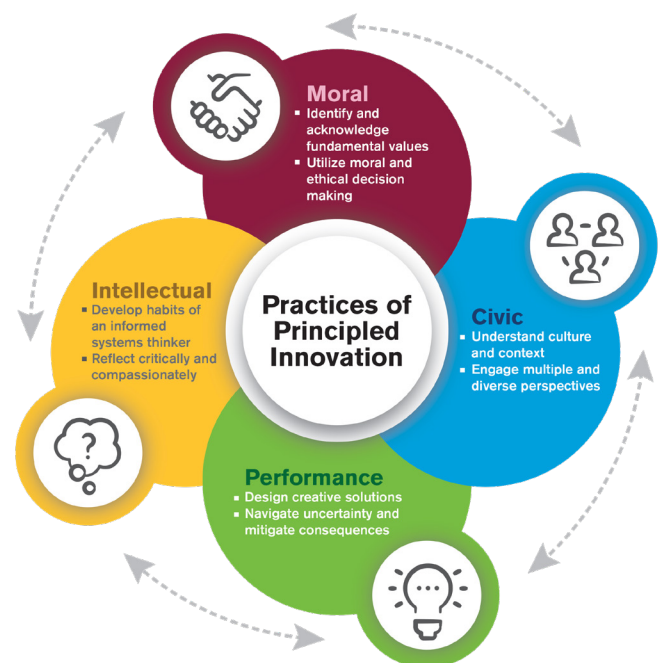 Moral
▪ Identify and
acknowledge
fundamental values
▪ Utilize moral and
ethical decision
making
Practices of
Principled
Innovation
Civic
▪ Understand culture
and context
▪ Engage multiple and
diverse perspectives
Performance
▪ Design creative solutions
▪ Navigate uncertainty and
mitigate consequences
Intellectual
▪ Develop habits of
an informed
systems thinker
▪ Reflect critically and
compassionately
?